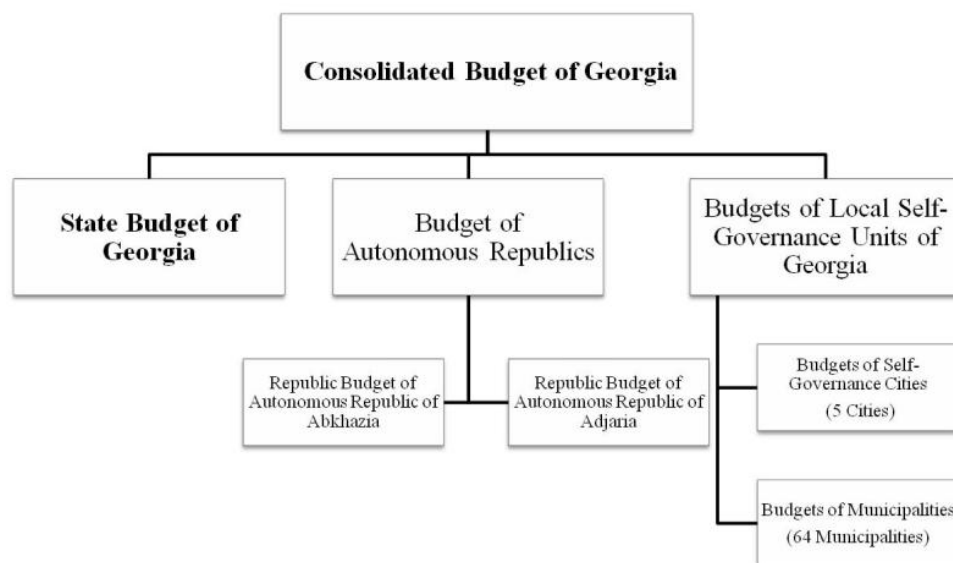 Consolidated Budget of Georgia
State Budget of
Georgia
Budget of
Autonomous Republics
Budgets of Local Self-
Governance Units of
Georgia
Republic Budget of
Autonomous Republic of
Abkhazia
Republic Budget of
Autonomous Republic of
Adjaria
Budgets of Self-
Governance Cities
(5 Cities)
Budgets of Municipalities
(64 Municipalities)